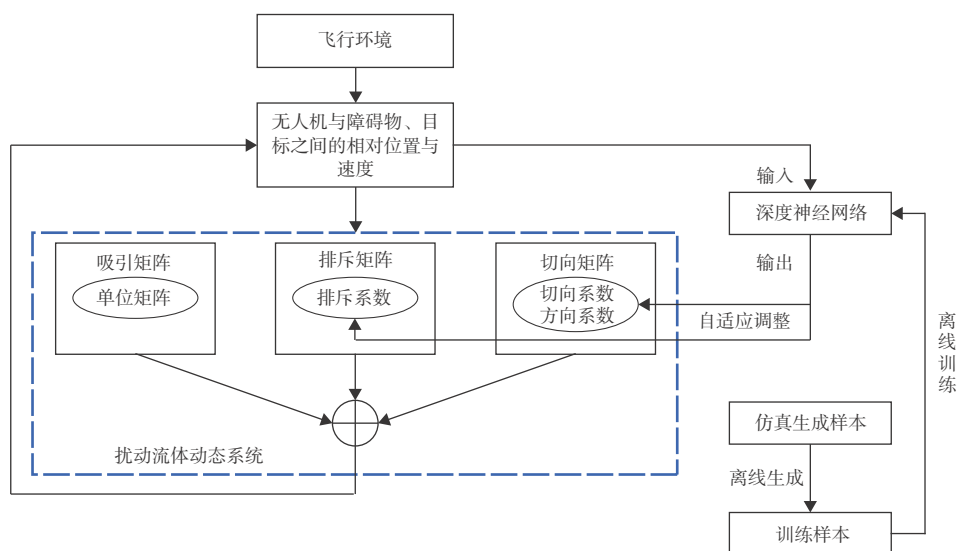 飞行环境
无人机与障碍物、目
标之间的相对位置与
速度
输入
深度神经网络
输出
吸引矩阵
单位矩阵
排斥矩阵
排斥系数
切向矩阵
切向系数
方向系数
自适应调整
离线训练
扰动流体动态系统
仿真生成样本
离线生成
训练样本